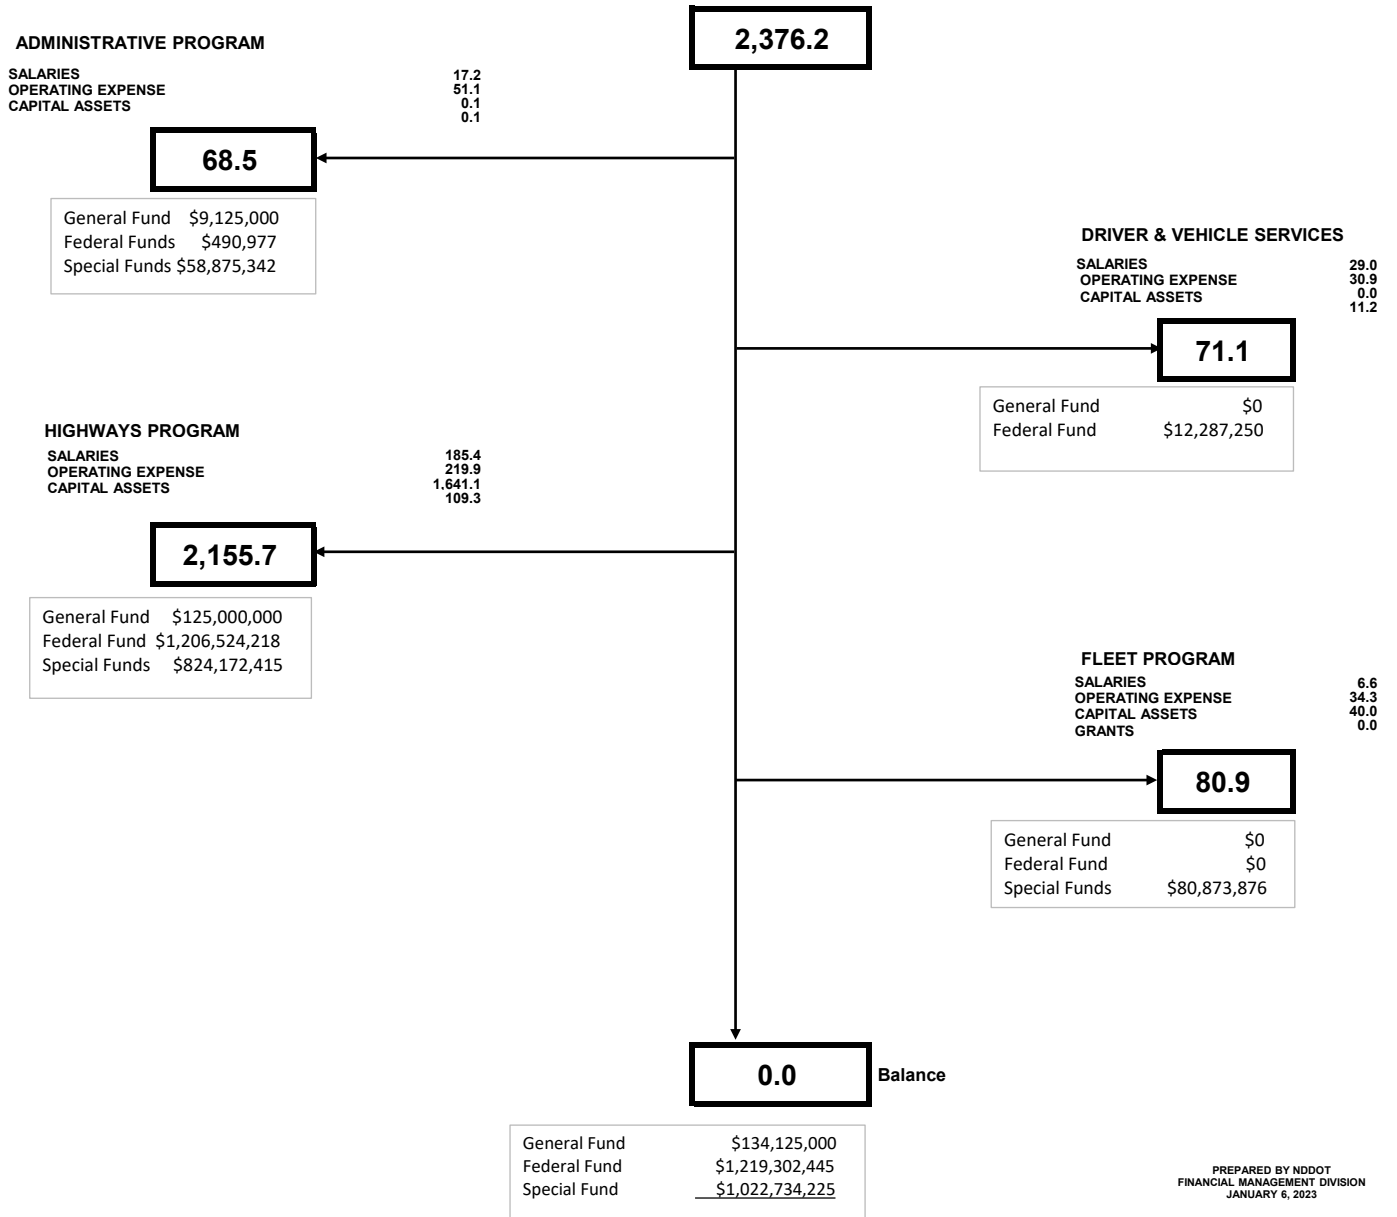 2,376.2
ADMINISTRATIVE PROGRAM
SALARIES 17.2
OPERATING EXPENSE 51.1
CAPITAL ASSETS 0.1
0.1
68.5
General Fund $9,125,000
Federal Funds $490,977
Special Funds $58,875,342
DRIVER & VEHICLE SERVICES
SALARIES 29.0
OPERATING EXPENSE 30.9
CAPITAL ASSETS 0.0
11.2
71.1
General Fund $0
Federal Fund $12,287,250
HIGHWAYS PROGRAM
SALARIES 185.4
OPERATING EXPENSE 219.9
CAPITAL ASSETS 1,641.1
109.3
2,155.7
General Fund $125,000,000
Federal Fund $1,206,524,218
Special Funds $824,172,415
FLEET PROGRAM
SALARIES 6.6
OPERATING EXPENSE 34.3
CAPITAL ASSETS 40.0
GRANTS 0.0
80.9
General Fund $0
Federal Fund $0
Special Funds $80,873,876
0.0 Balance
General Fund $134,125,000
Federal Fund $1,219,302,445
Special Fund $1,022,734,225
PREPARED BY NDDOT
FINANCIAL MANAGEMENT DIVISION
JANUARY 6, 2023